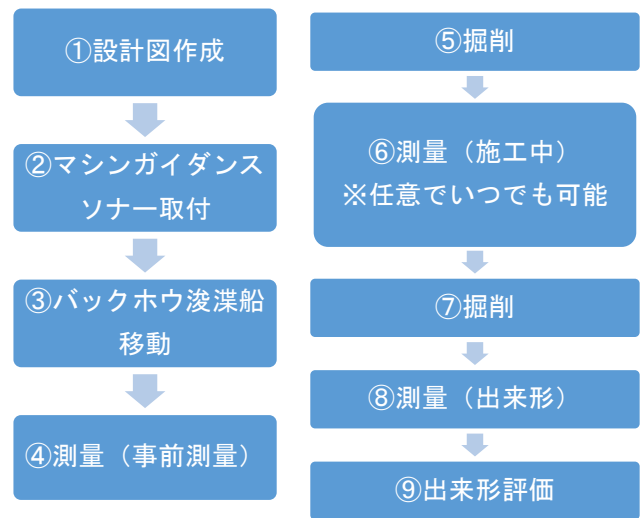 ①設計図作成
②マシンガイダンス
ソナー取付
③バックホウ浚渫船
移動
④測量（事前測量）
⑤掘削
⑥測量（施工中）
※任意でいつでも可能
⑦掘削
⑧測量（出来形）
⑨出来形評価